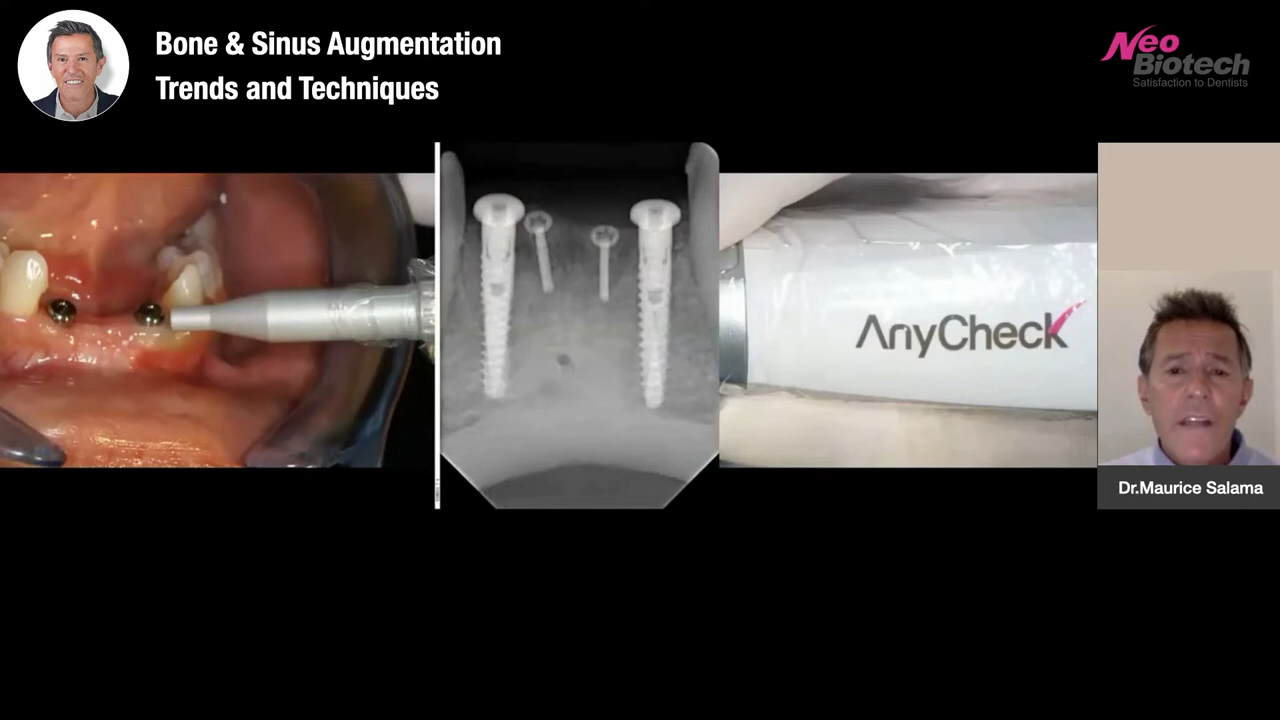 Bone & Sinus Augmentation
Trends and Techniques
Neo
Biotech
Satisfaction to Dentists
AnyCheck
Dr.Maurice Salama